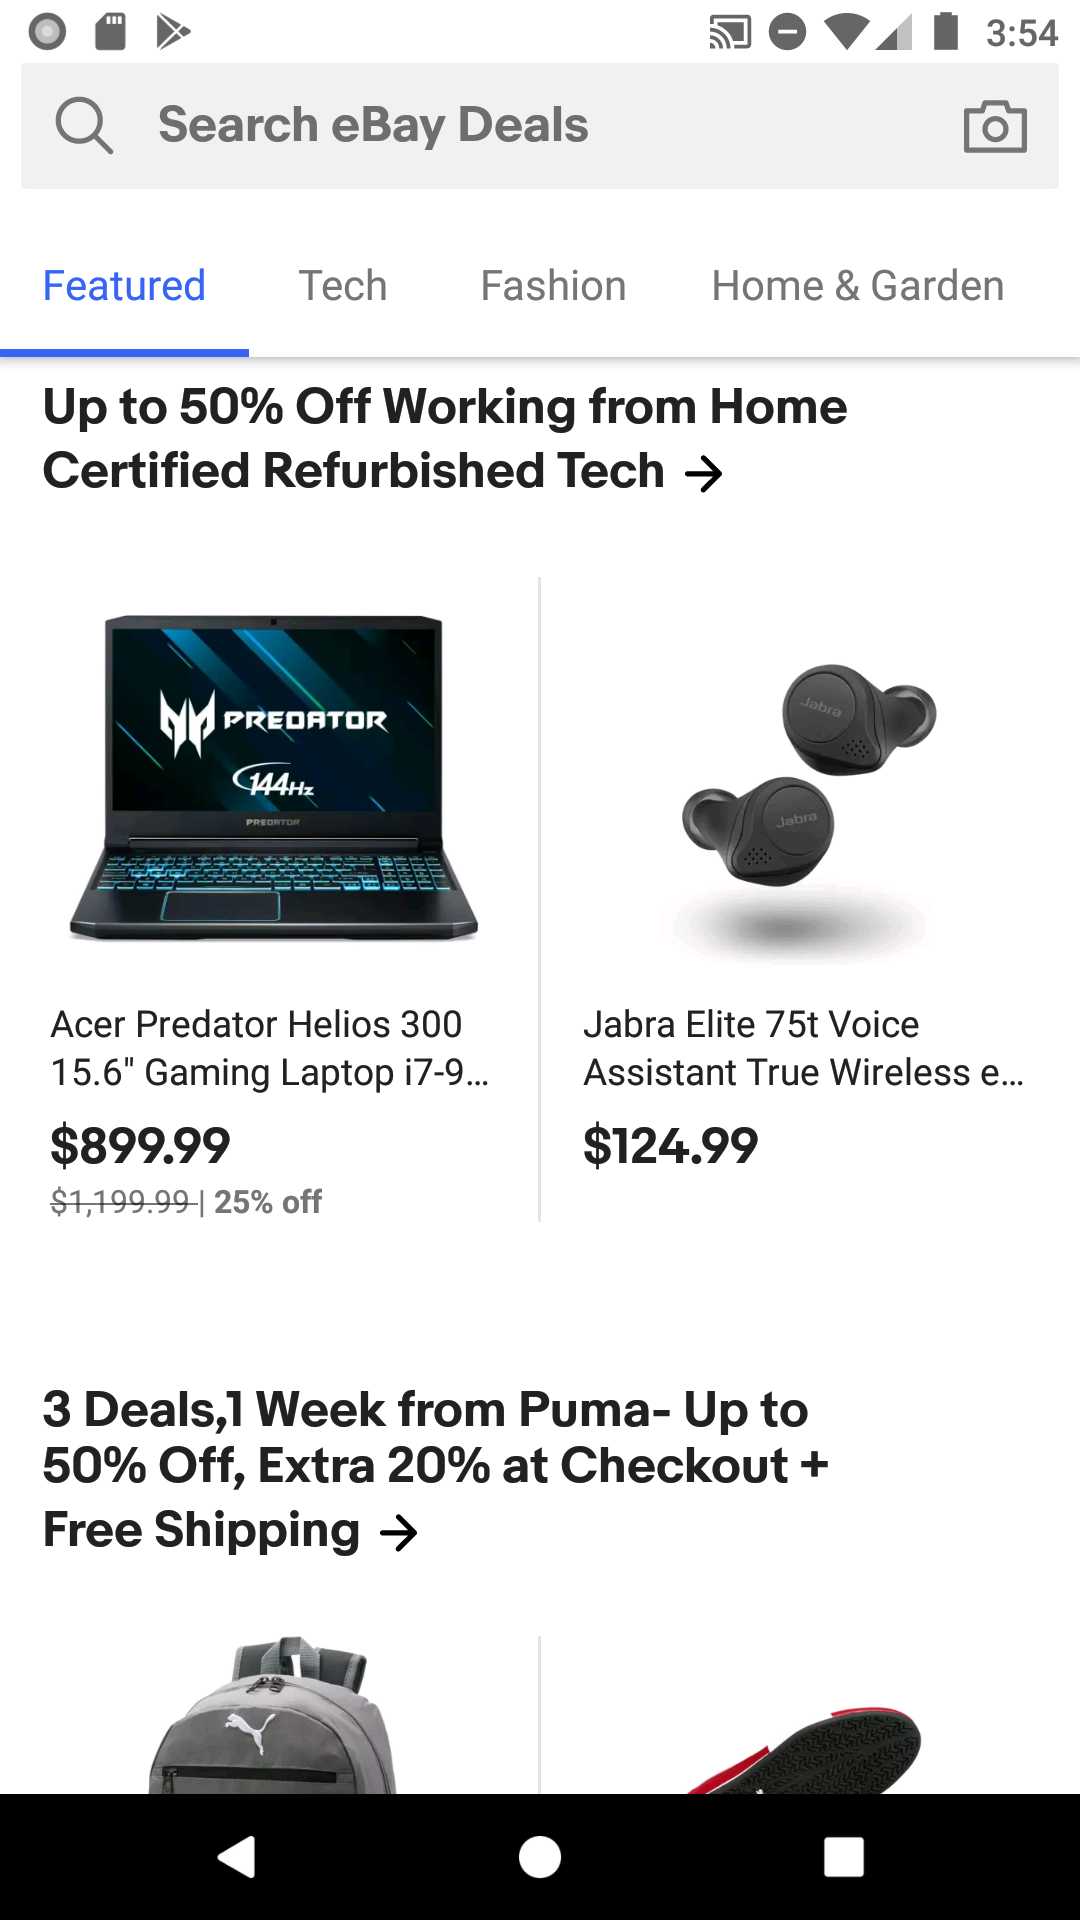 3:54
Search eBay Deals
Featured Tech Fashion Home & Garden
Up to 50% Off Working from Home
Certified Refurbished Tech →
PREDATOR
144Hz
PREDATOR
Jabra
Jabra
Acer Predator Helios 300
15.6" Gaming Laptop i7-9...
$899.99
$1,199.99 | 25% off
Jabra Elite 75t Voice
Assistant True Wireless e...
$124.99
3 Deals,1 Week from Puma- Up to
50% Off, Extra 20% at Checkout +
Free Shipping →